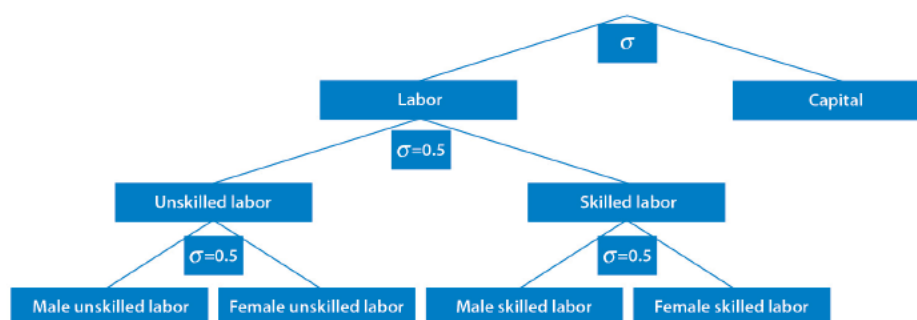 σ
Labor
Capital
σ=0.5
Unskilled labor
Skilled labor
σ=0.5
σ=0.5
Male unskilled labor
Female unskilled labor
Male skilled labor
Female skilled labor